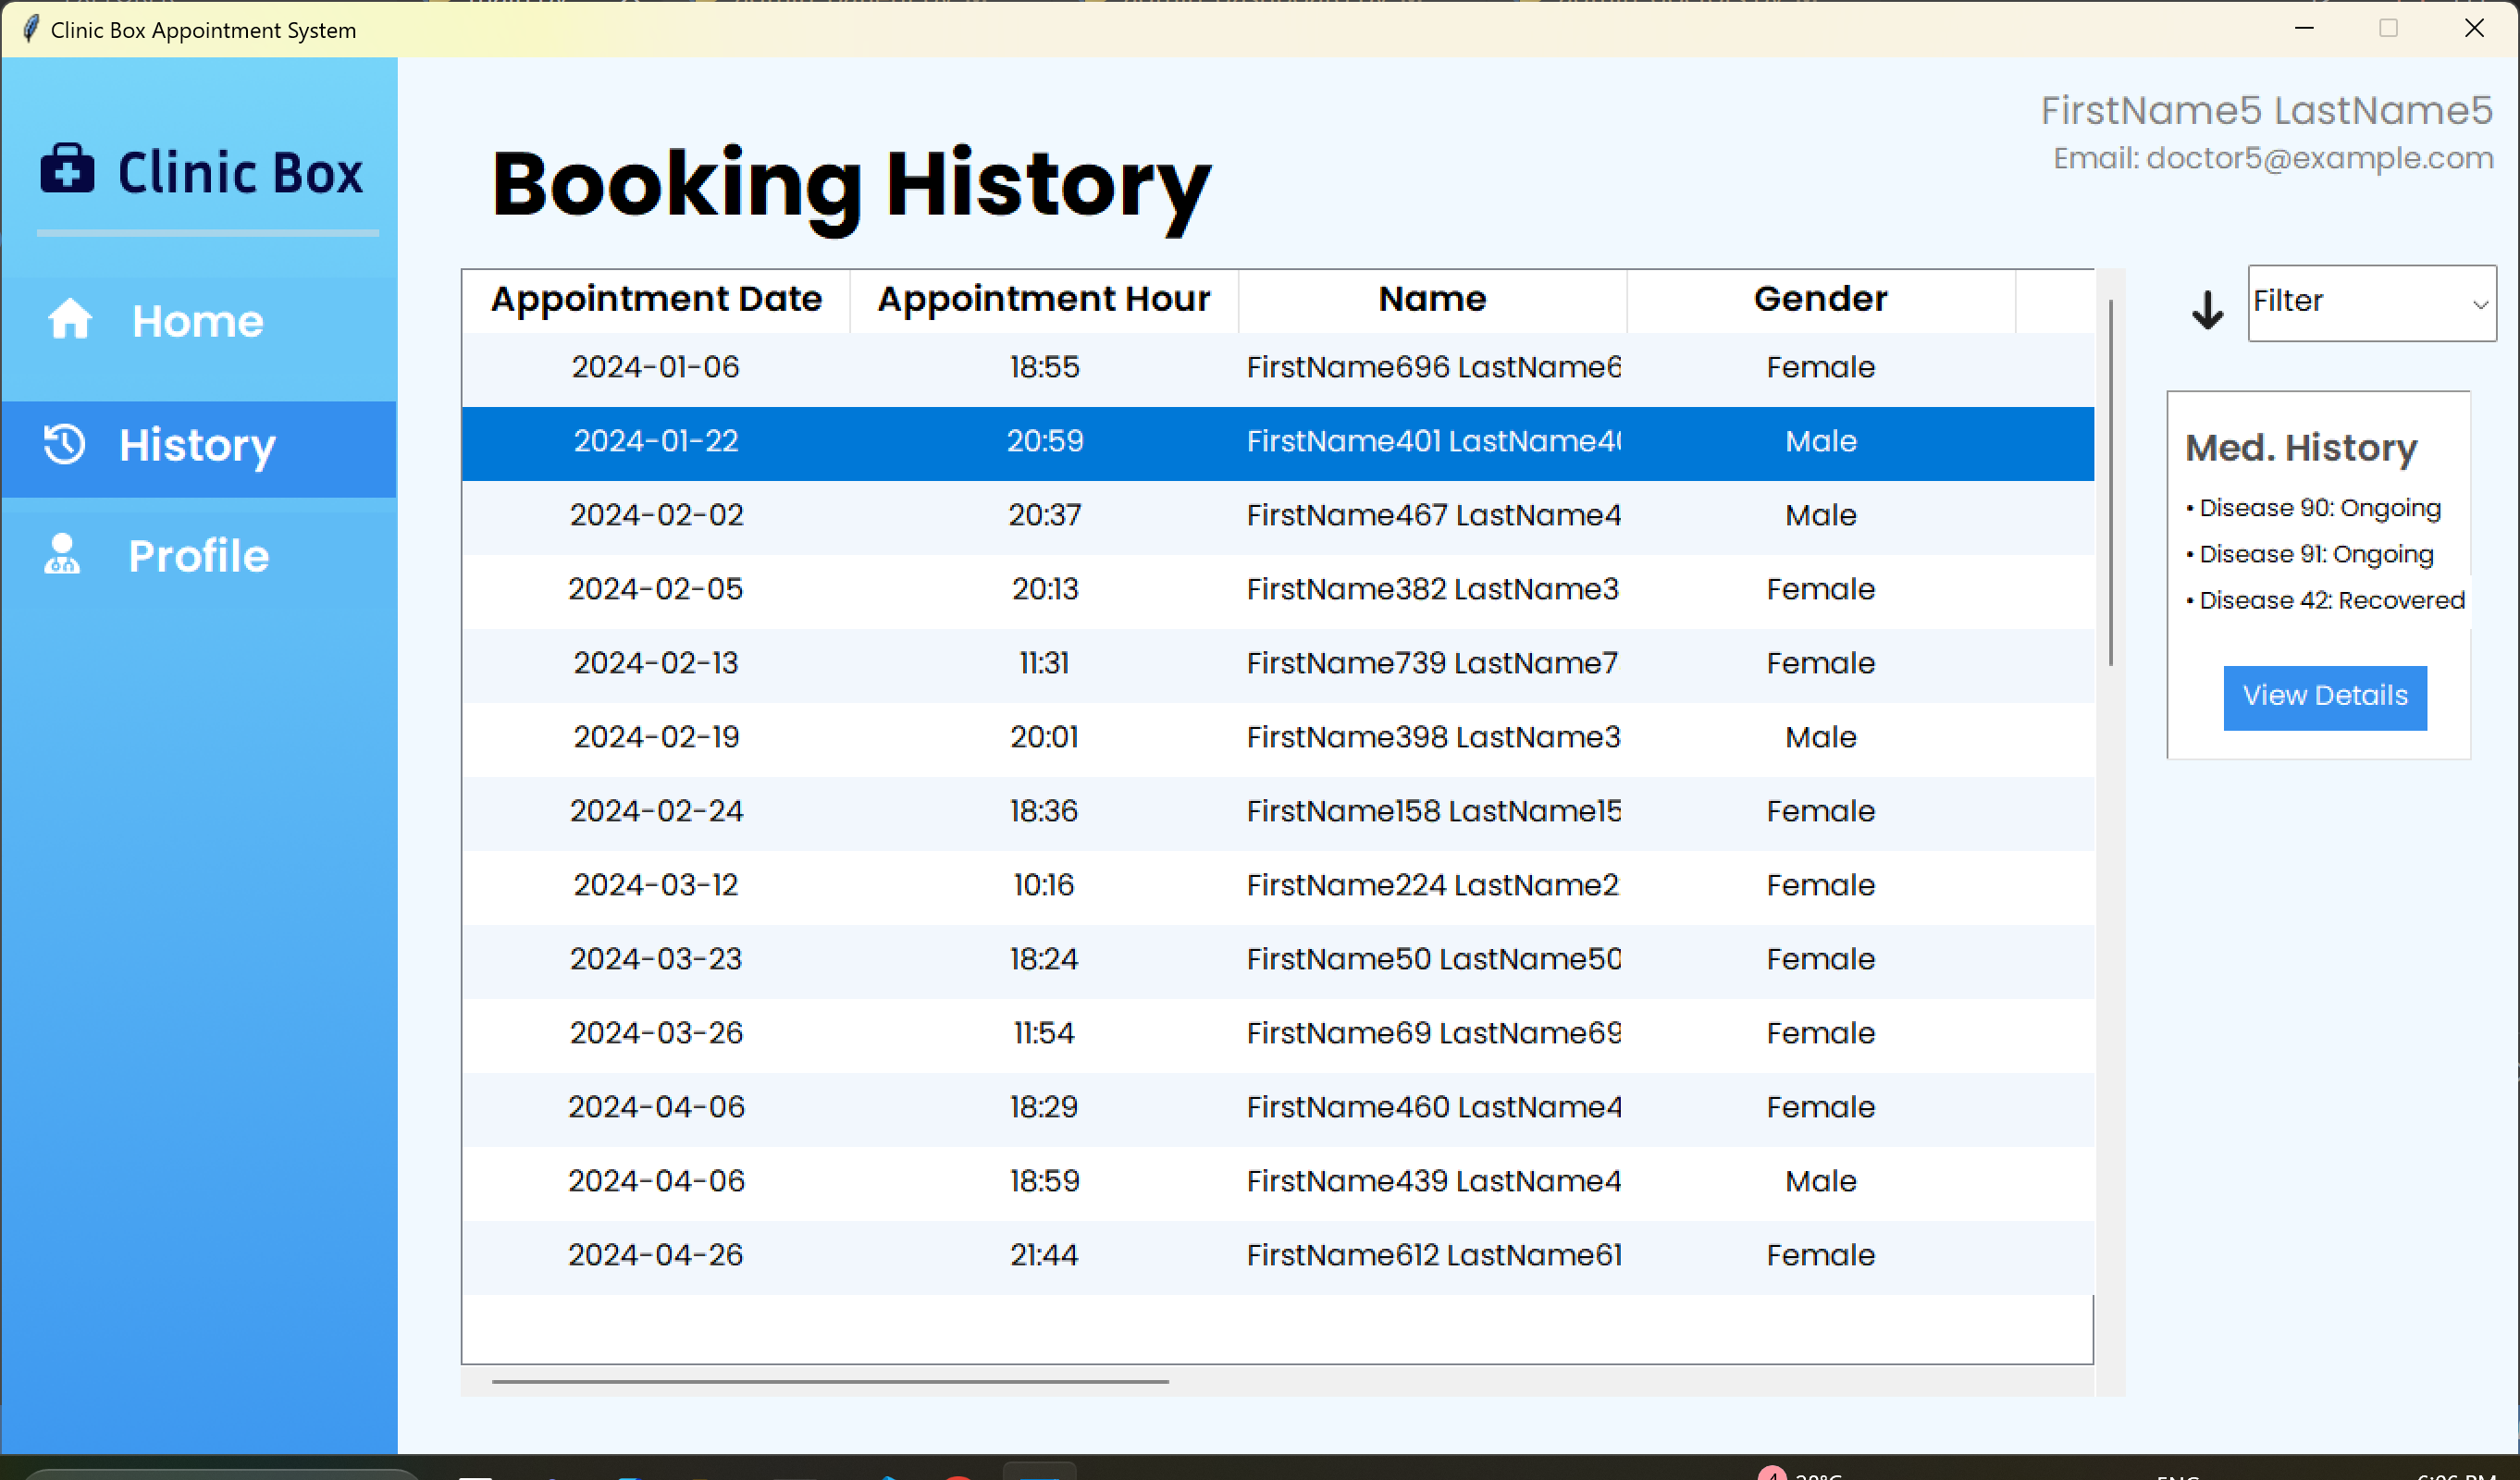 Clinic Box Appointment System
Clinic Box
Home
History
Profile
FirstName5 LastName5
Email: doctor5@example.com
Booking History
Filter
Appointment Date Appointment Hour Name Gender
2024-01-06 18:55 FirstName696 LastName6 Female
2024-01-22 20:59 FirstName401 LastName40 Male
2024-02-02 20:37 FirstName467 LastName4 Male
2024-02-05 20:13 FirstName382 LastName3 Female
2024-02-13 11:31 FirstName739 LastName7 Female
2024-02-19 20:01 FirstName398 LastName3 Male
2024-02-24 18:36 FirstName158 LastName15 Female
2024-03-12 10:16 FirstName224 LastName2 Female
2024-03-23 18:24 FirstName50 LastName50 Female
2024-03-26 11:54 FirstName69 LastName69 Female
2024-04-06 18:29 FirstName460 LastName4 Female
2024-04-06 18:59 FirstName439 LastName4 Male
2024-04-26 21:44 FirstName612 LastName61 Female
Med. History
• Disease 90: Ongoing
• Disease 91: Ongoing
• Disease 42: Recovered
View Details